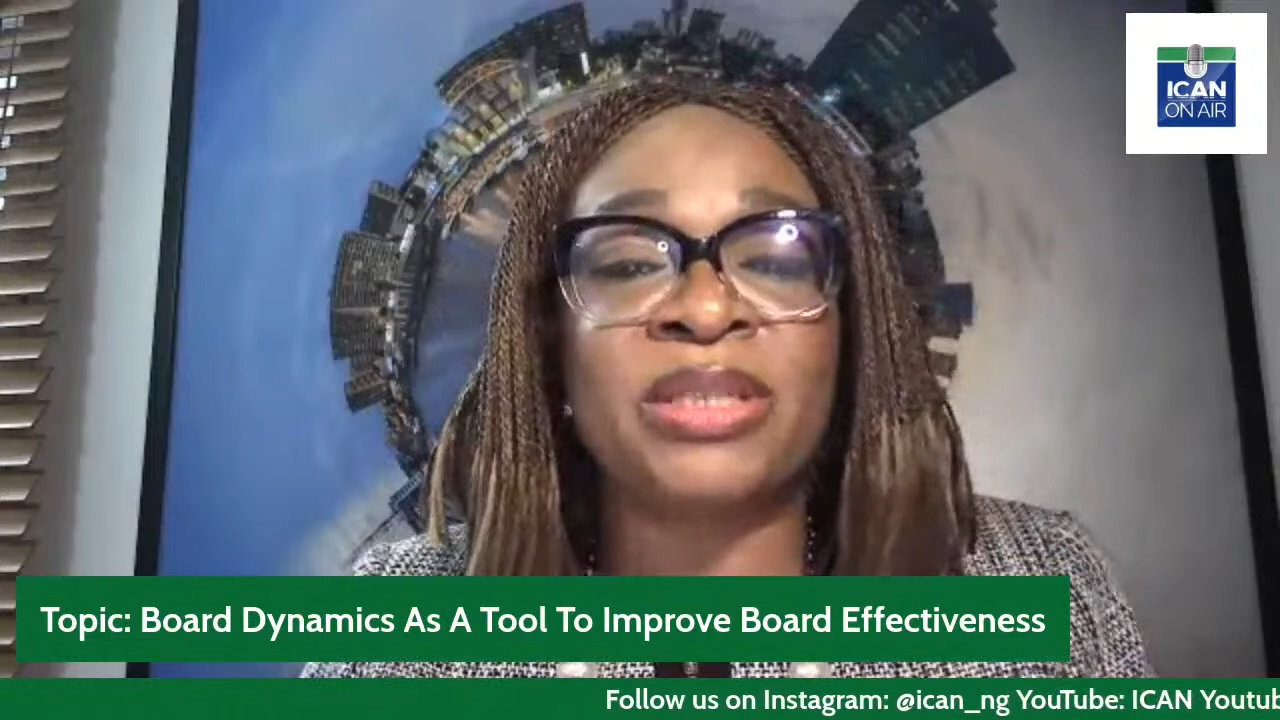 ICAN
ON AIR
Topic: Board Dynamics As A Tool To Improve Board Effectiveness
Follow us on Instagram: @ican_ng YouTube: ICAN Youtub